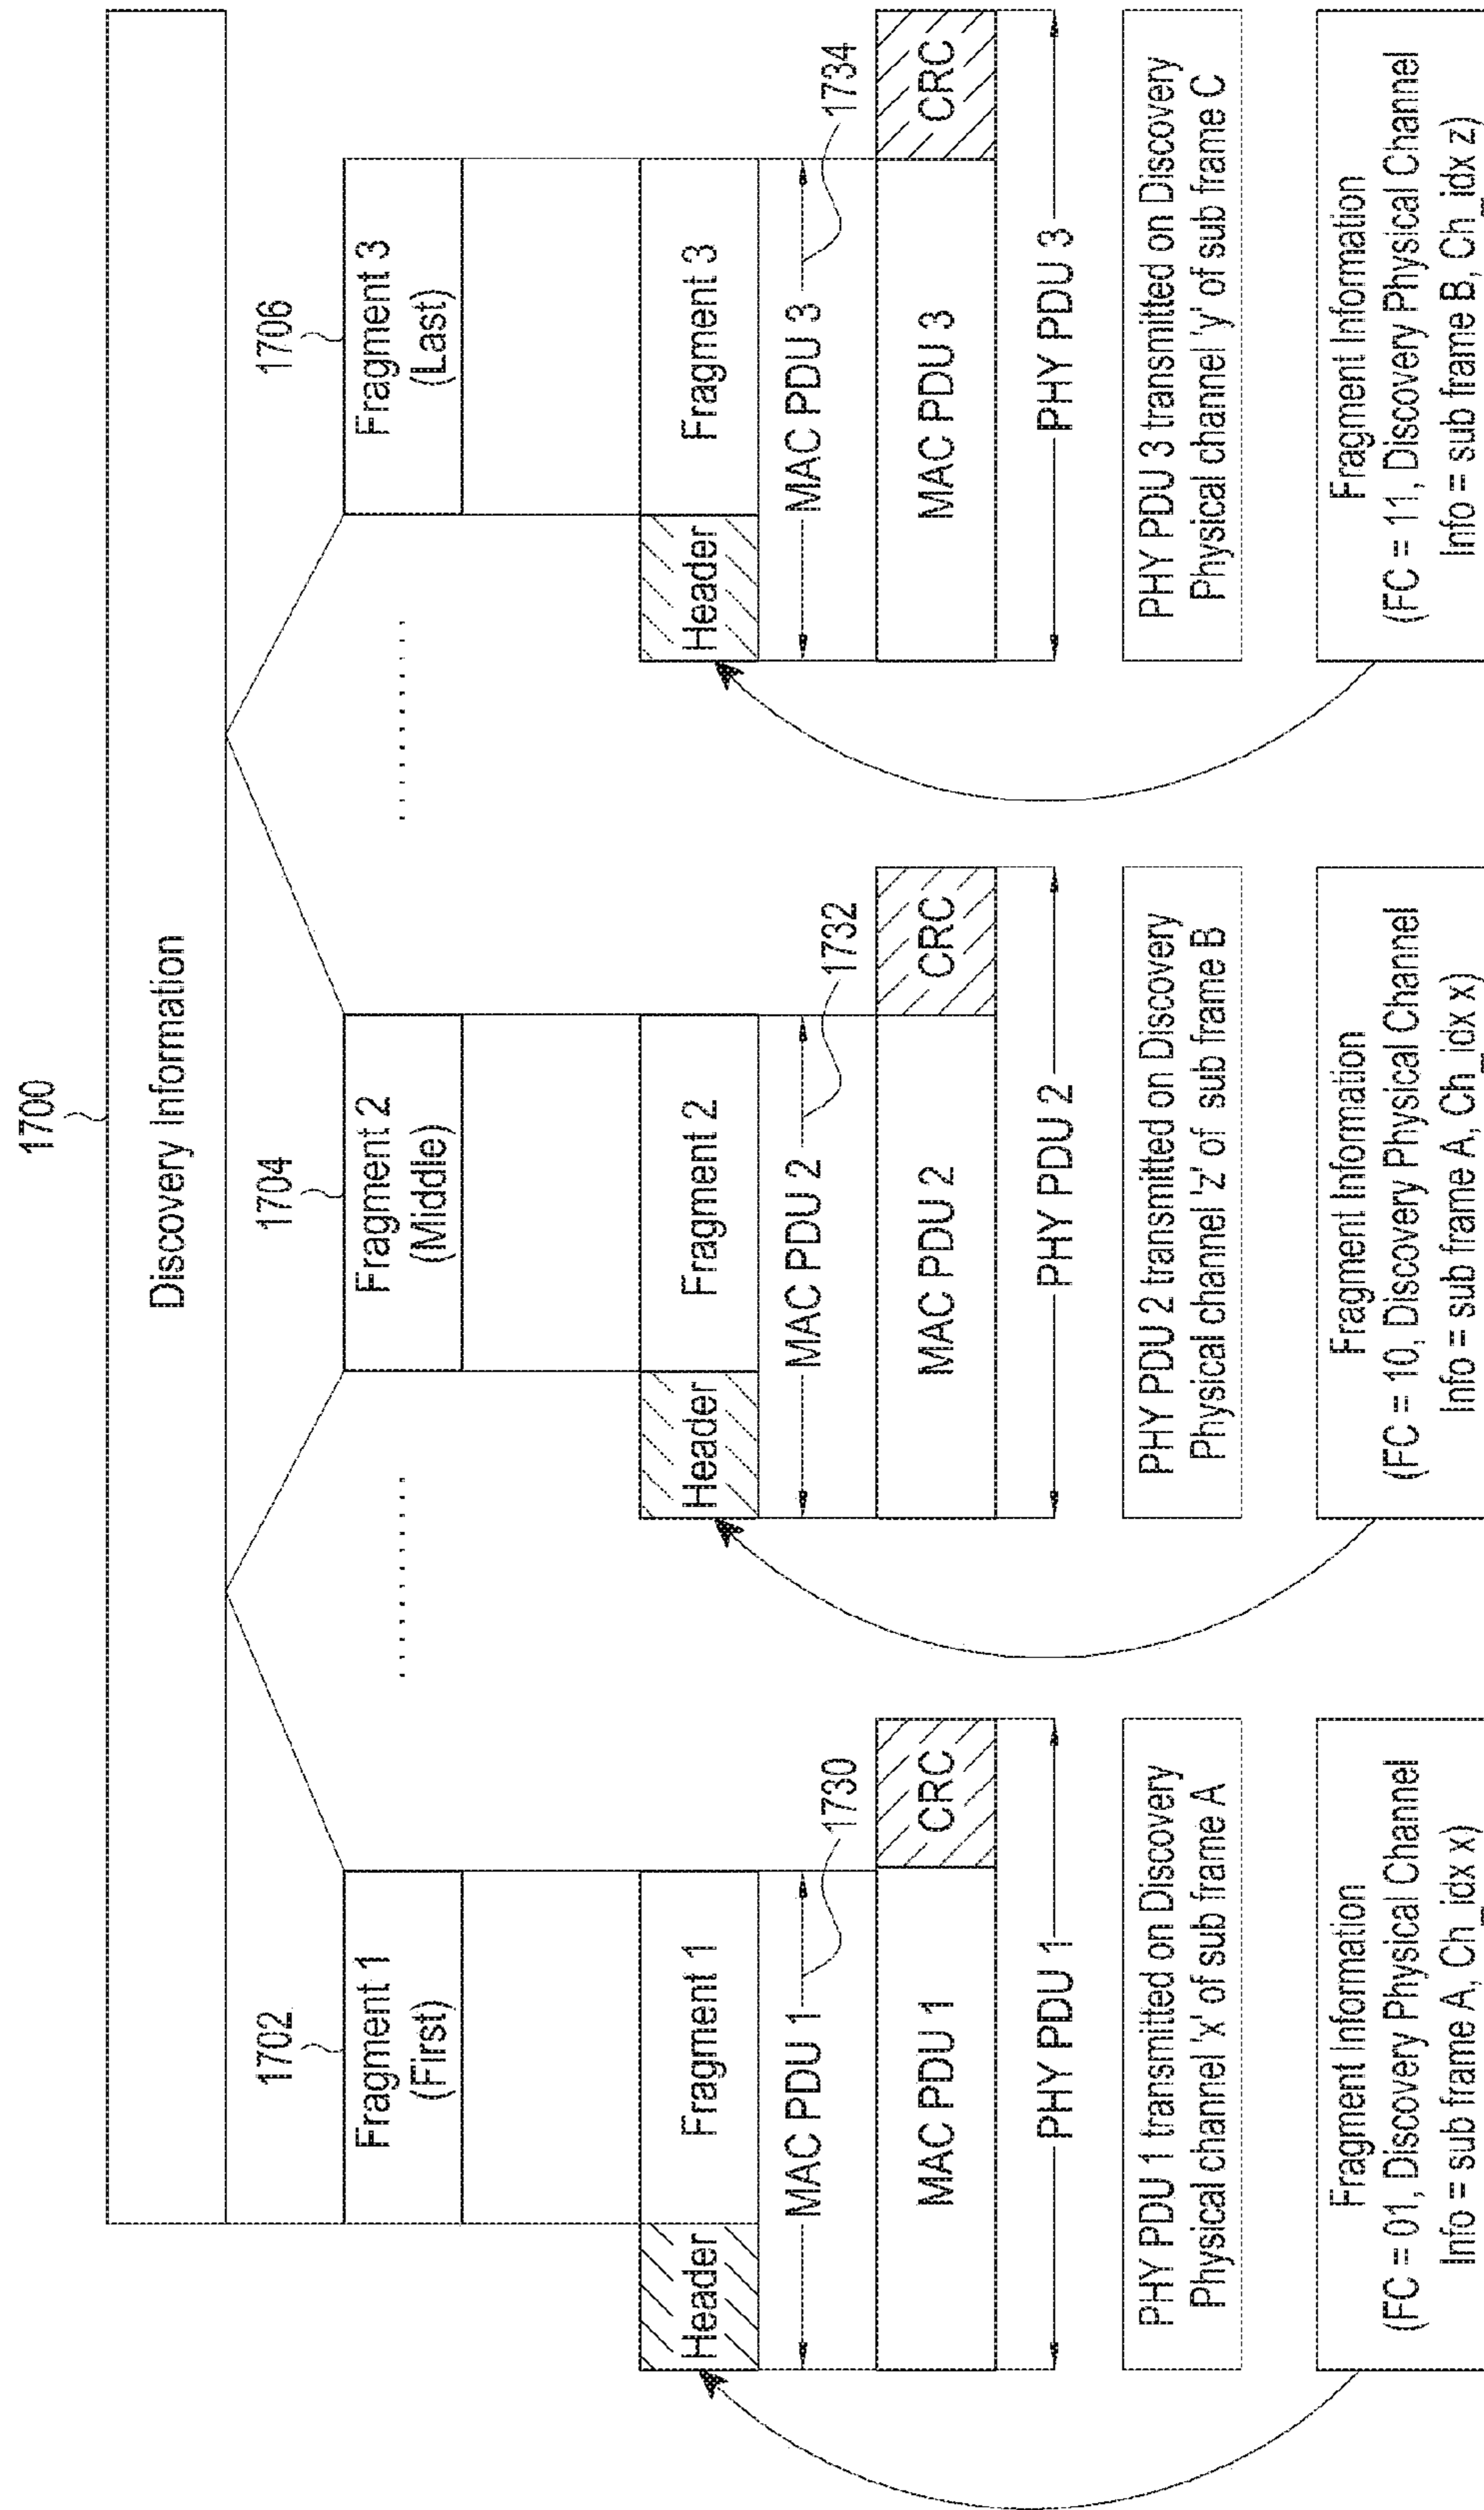 1700
Discovery Information
1702
1704
1706
Fragment 1
(First)
Fragment 2
(Middle)
Fragment 3
(Last)
.........
.........
Header
Fragment 1
Header
Fragment 2
Header
Fragment 3
MAC PDU 1
1730
MAC PDU 2
1732
MAC PDU 3
1734
MAC PDU 1
CRC
MAC PDU 2
CRC
MAC PDU 3
CRC
PHY PDU 1
PHY PDU 2
PHY PDU 3
PHY PDU 1 transmitted on Discovery
Physical channel 'x' of sub frame A
PHY PDU 2 transmitted on Discovery
Physical channel 'z' of sub frame B
PHY PDU 3 transmitted on Discovery
Physical channel 'y' of sub frame C
Fragment Information
(FC = 01, Discovery Physical Channel
Info = sub frame A, Ch_idx x)
Fragment Information
(FC = 10, Discovery Physical Channel
Info = sub frame A, Ch_idx x)
Fragment Information
(FC = 11, Discovery Physical Channel
Info = sub frame B, Ch_idx z)